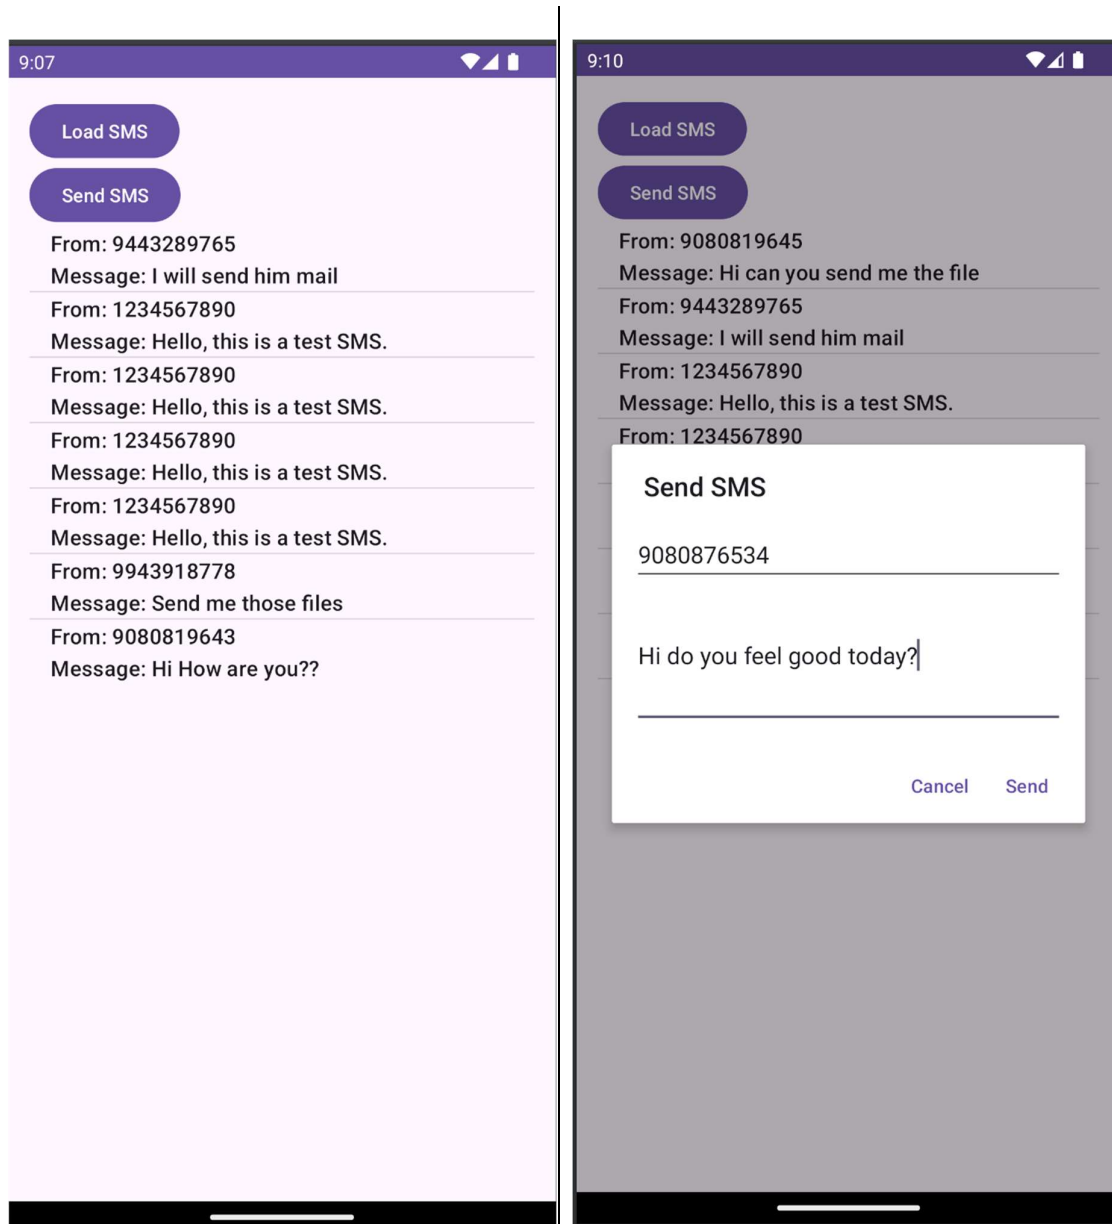 9:07
Load SMS
Send SMS
From: 9443289765
Message: I will send him mail
From: 1234567890
Message: Hello, this is a test SMS.
From: 1234567890
Message: Hello, this is a test SMS.
From: 1234567890
Message: Hello, this is a test SMS.
From: 1234567890
Message: Hello, this is a test SMS.
From: 9943918778
Message: Send me those files
From: 9080819643
Message: Hi How are you??
9:10
Load SMS
Send SMS
From: 9080819645
Message: Hi can you send me the file
From: 9443289765
Message: I will send him mail
From: 1234567890
Message: Hello, this is a test SMS.
From: 1234567890
Send SMS
9080876534
Hi do you feel good today?
Cancel Send